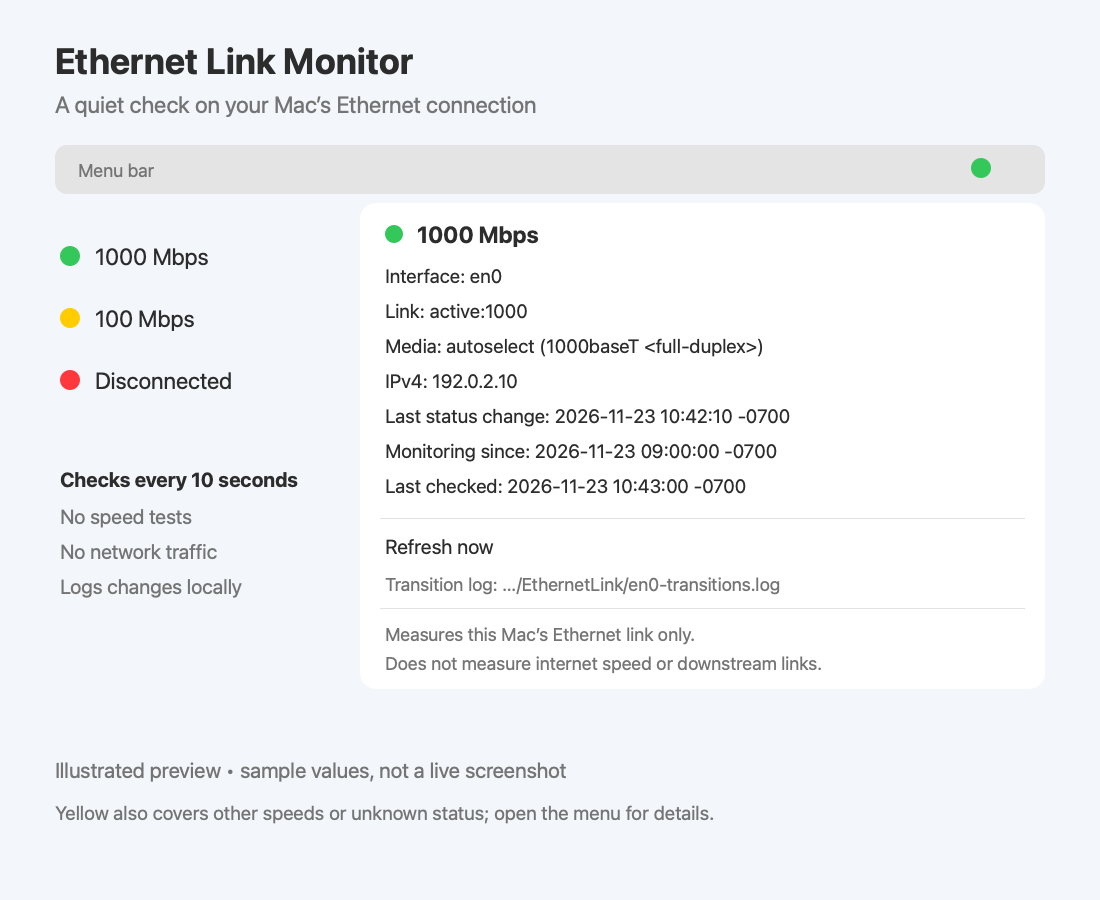 Ethernet Link Monitor
A quiet check on your Mac’s Ethernet connection
Menu bar
1000 Mbps
100 Mbps
Disconnected
Checks every 10 seconds
No speed tests
No network traffic
Logs changes locally
1000 Mbps
Interface: en0
Link: active:1000
Media: autoselect (1000baseT <full-duplex>)
IPv4: 192.0.2.10
Last status change: 2026-11-23 10:42:10 -0700
Monitoring since: 2026-11-23 09:00:00 -0700
Last checked: 2026-11-23 10:43:00 -0700
Refresh now
Transition log: .../EthernetLink/en0-transitions.log
Measures this Mac’s Ethernet link only.
Does not measure internet speed or downstream links.
Illustrated preview • sample values, not a live screenshot
Yellow also covers other speeds or unknown status; open the menu for details.